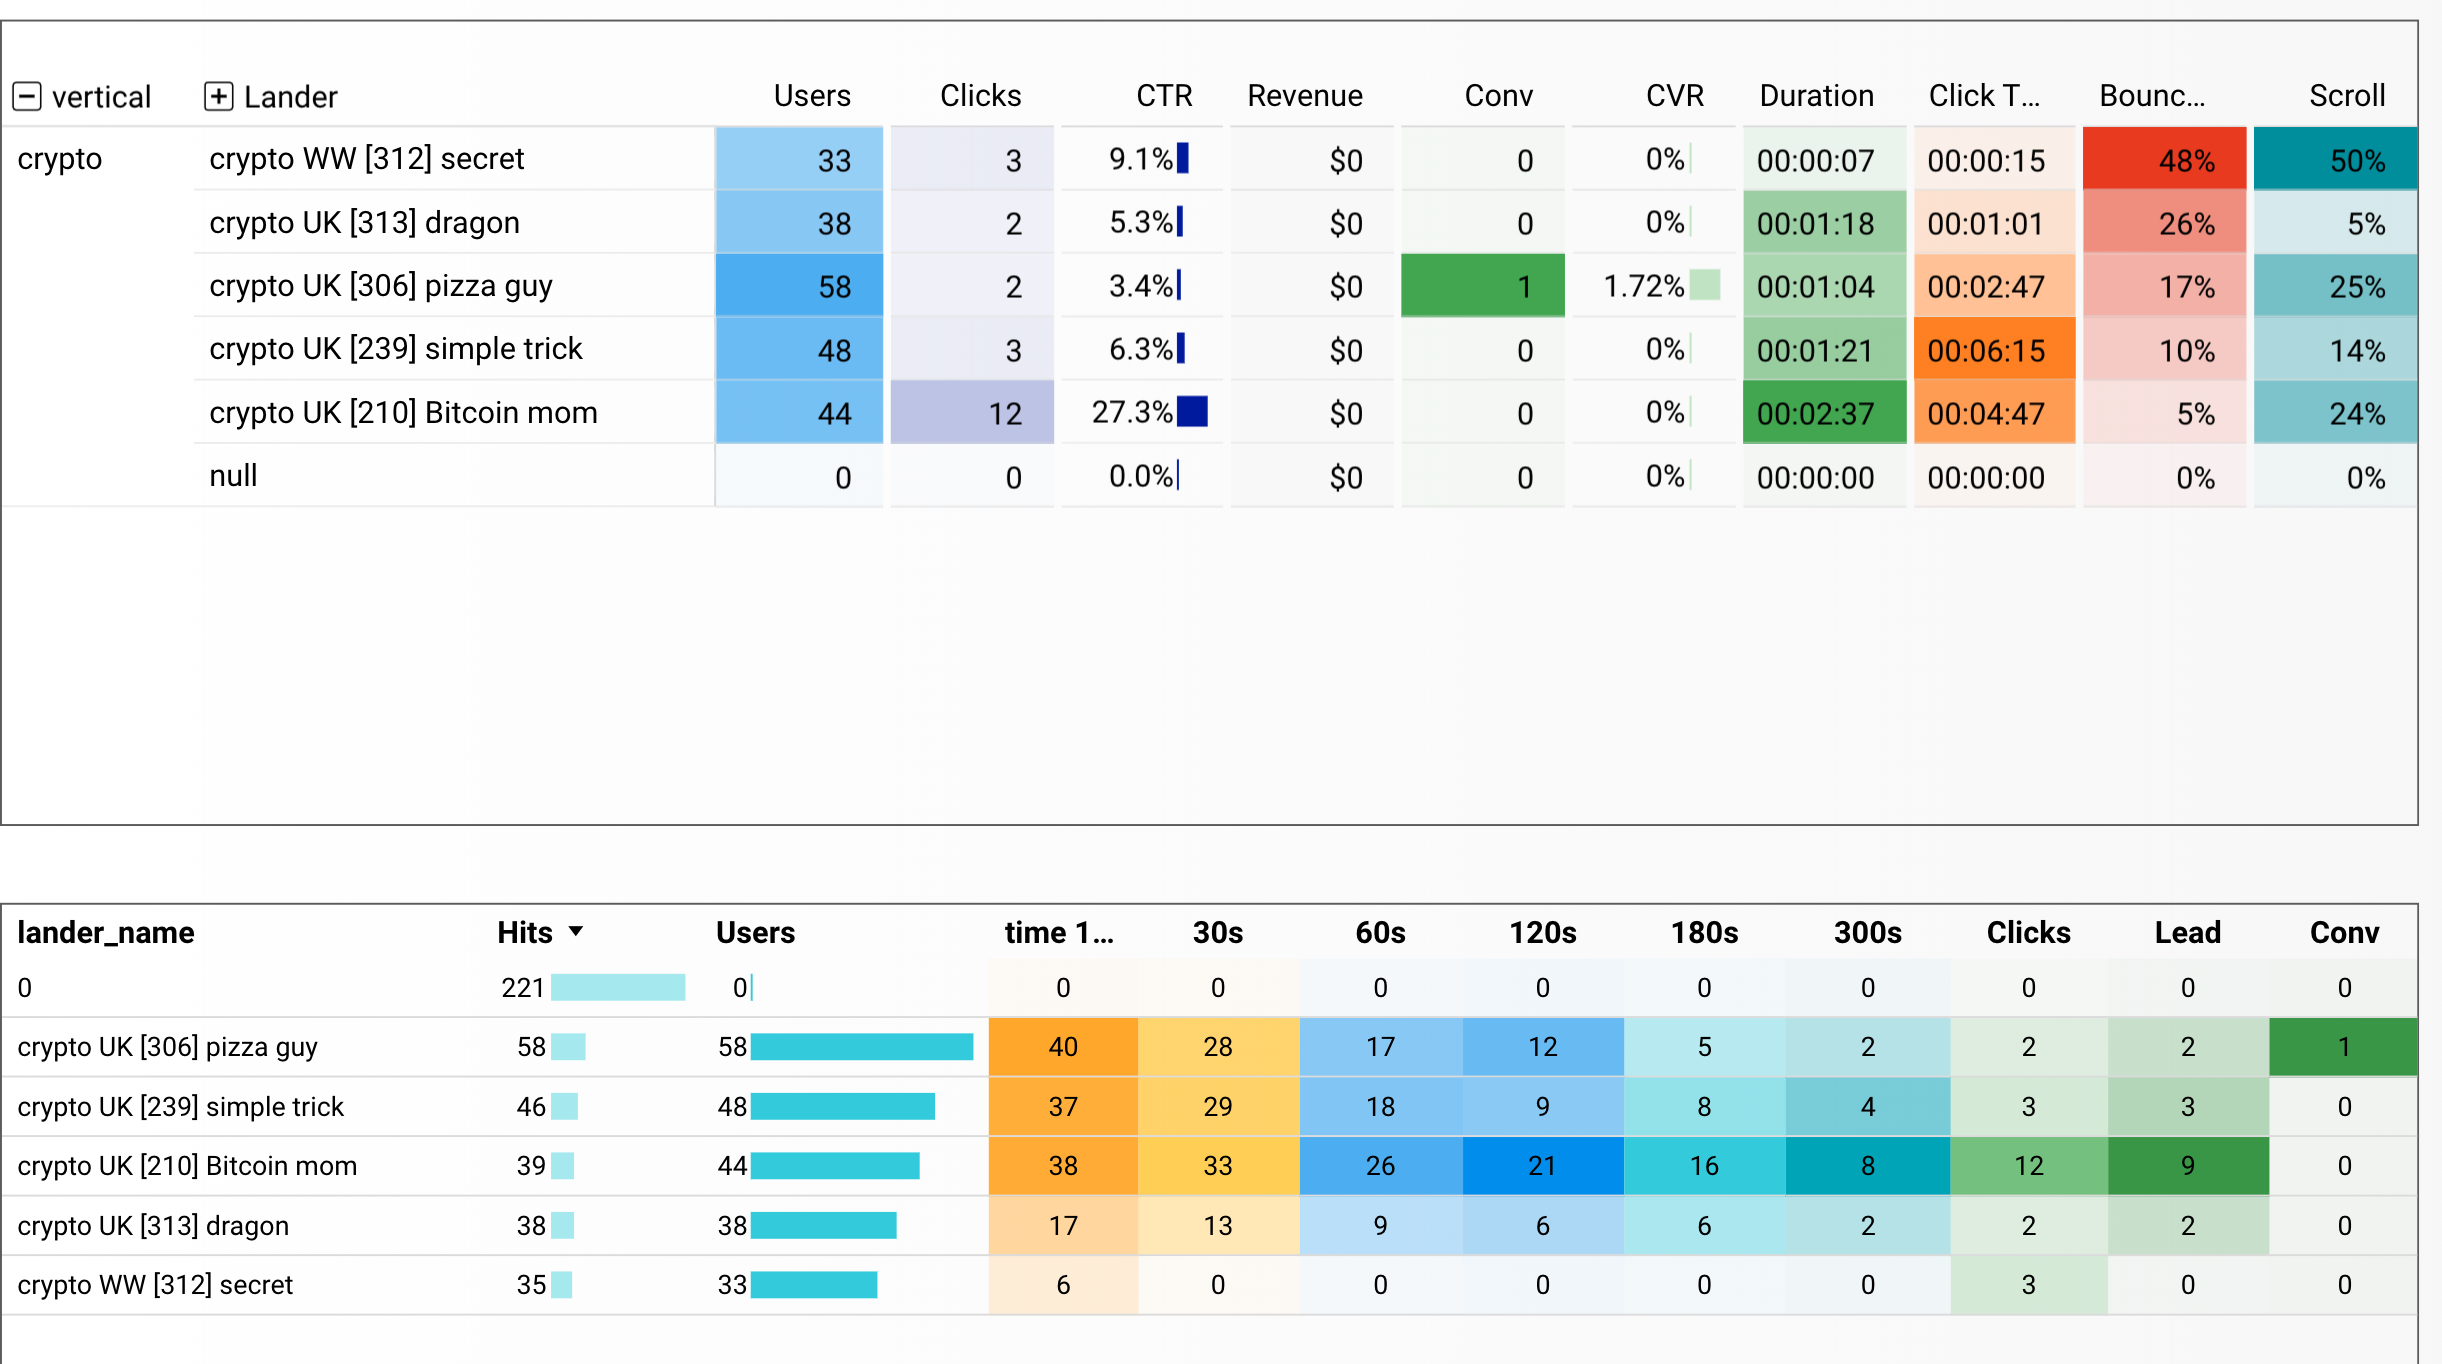 vertical Lander Users Clicks CTR Revenue Conv CVR Duration Click T... Bounc... Scroll
crypto crypto WW [312] secret 33 3 9.1% $0 0 0% 00:00:07 00:00:15 48% 50%
crypto UK [313] dragon 38 2 5.3% $0 0 0% 00:01:18 00:01:01 26% 5%
crypto UK [306] pizza guy 58 2 3.4% $0 1 1.72% 00:01:04 00:02:47 17% 25%
crypto UK [239] simple trick 48 3 6.3% $0 0 0% 00:01:21 00:06:15 10% 14%
crypto UK [210] Bitcoin mom 44 12 27.3% $0 0 0% 00:02:37 00:04:47 5% 24%
null 0 0 0.0% $0 0 0% 00:00:00 00:00:00 0% 0%
lander_name Hits Users time 1... 30s 60s 120s 180s 300s Clicks Lead Conv
0 221 0 0 0 0 0 0 0 0 0 0
crypto UK [306] pizza guy 58 58 40 28 17 12 5 2 2 2 1
crypto UK [239] simple trick 46 48 37 29 18 9 8 4 3 3 0
crypto UK [210] Bitcoin mom 39 44 38 33 26 21 16 8 12 9 0
crypto UK [313] dragon 38 38 17 13 9 6 6 2 2 2 0
crypto WW [312] secret 35 33 6 0 0 0 0 0 3 0 0